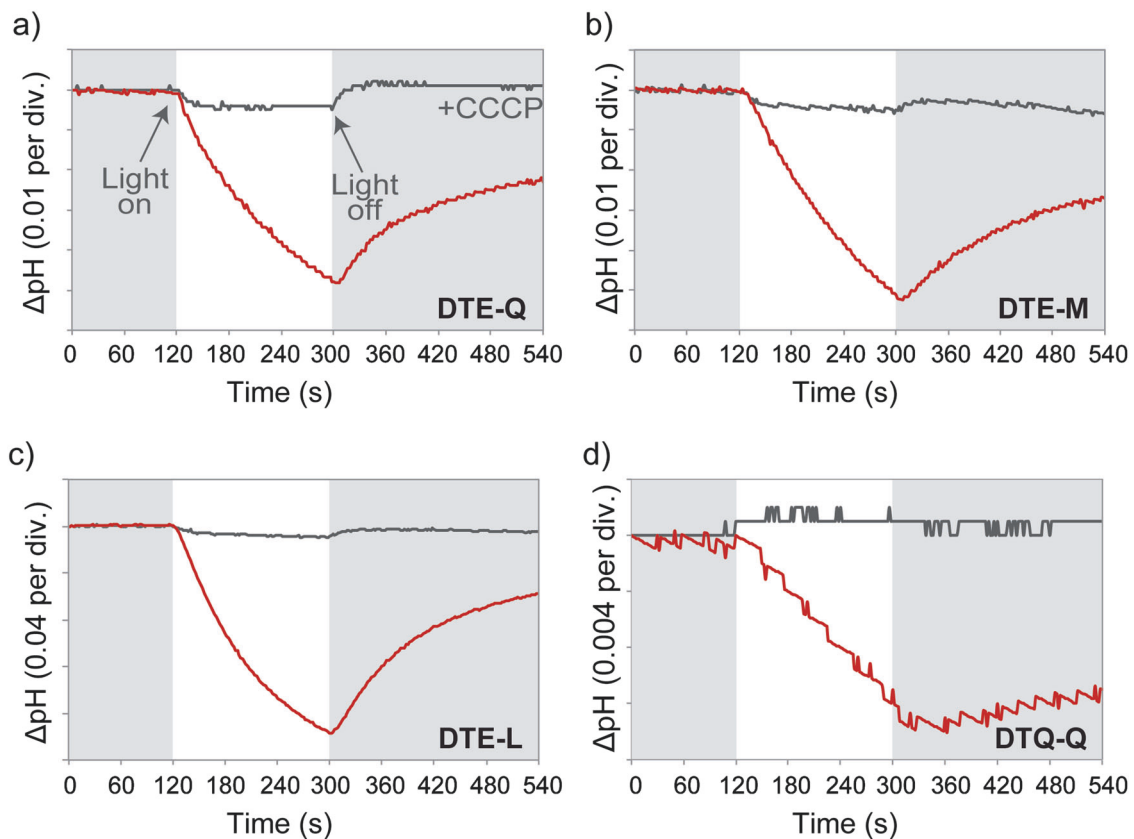 a)
ΔpH (0.01 per div.)
+CCCP
Light
on
Light
off
DTE-Q
0 60 120 180 240 300 360 420 480 540
Time (s)
b)
ΔpH (0.01 per div.)
DTE-M
0 60 120 180 240 300 360 420 480 540
Time (s)
c)
ΔpH (0.04 per div.)
DTE-L
0 60 120 180 240 300 360 420 480 540
Time (s)
d)
ΔpH (0.004 per div.)
DTQ-Q
0 60 120 180 240 300 360 420 480 540
Time (s)